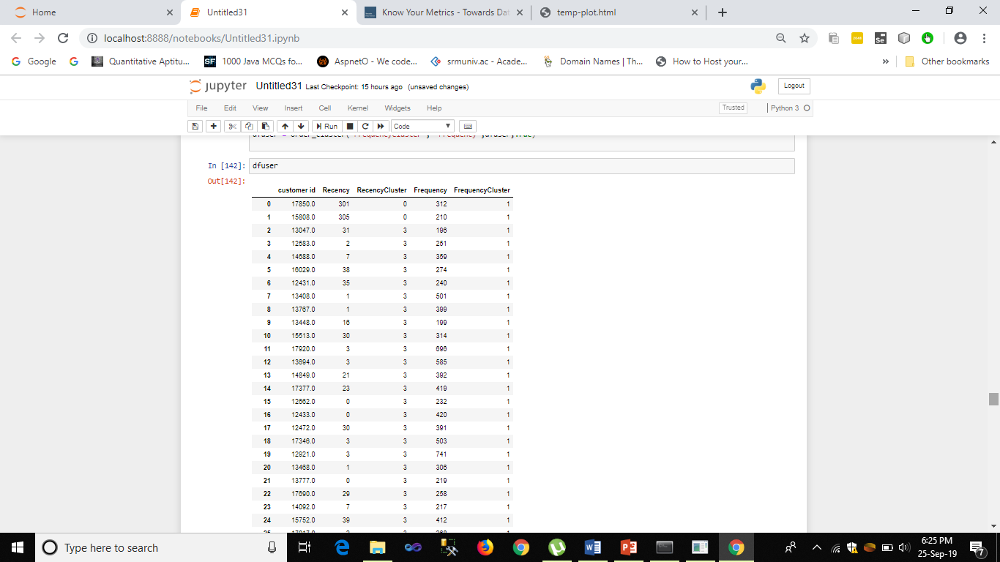 Home
Untitled31
Know Your Metrics - Towards Dat
temp-plot.html
localhost:8888/notebooks/Untitled31.ipynb
Google
Quantitative Aptitu...
SF 1000 Java MCQs fo...
AspnetO - We code...
srmuniv.ac - Acade...
Domain Names | Th...
How to Host your...
» Other bookmarks
jupyter Untitled31 Last Checkpoint: 15 hours ago (unsaved changes)
Logout
File Edit View Insert Cell Kernel Widgets Help
Trusted
Python 3
Run
Code
In [142]: dfuser
Out[142]:
customer id Recency RecencyCluster Frequency FrequencyCluster
0 17850.0 301 0 312 1
1 15808.0 305 0 210 1
2 13047.0 31 3 196 1
3 12583.0 2 3 251 1
4 14688.0 7 3 359 1
5 16029.0 38 3 274 1
6 12431.0 35 3 240 1
7 13408.0 1 3 501 1
8 13767.0 1 3 399 1
9 13448.0 16 3 199 1
10 15513.0 30 3 314 1
11 17920.0 3 3 696 1
12 13694.0 3 3 585 1
13 14849.0 21 3 392 1
14 17377.0 23 3 419 1
15 12662.0 0 3 232 1
16 12433.0 0 3 420 1
17 12472.0 30 3 391 1
18 17346.0 3 3 503 1
19 12921.0 3 3 741 1
20 13468.0 1 3 306 1
21 13777.0 0 3 219 1
22 17690.0 29 3 258 1
23 14092.0 7 3 217 1
24 15752.0 39 3 412 1
Type here to search
6:25 PM
25-Sep-19
7